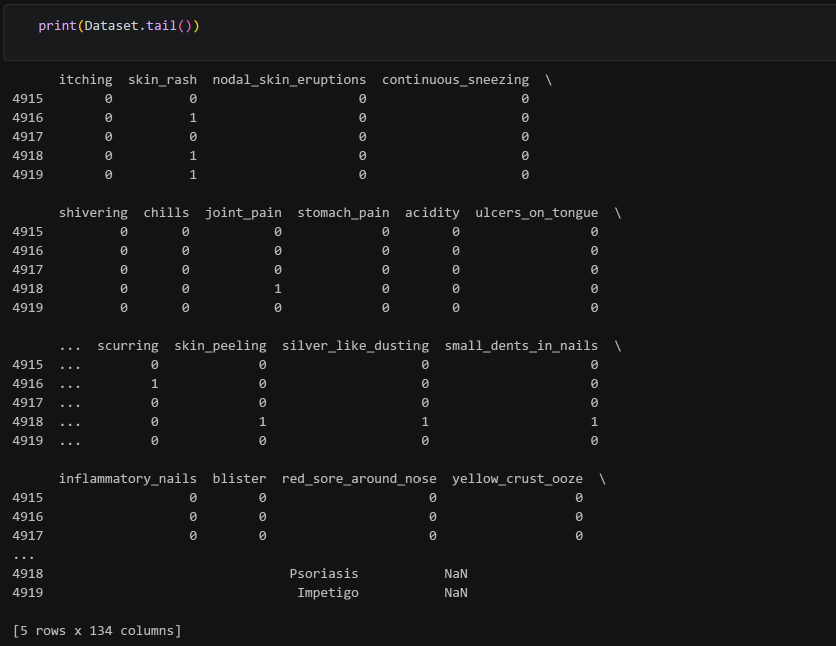 print(Dataset.tail())
itching skin_rash nodal_skin_eruptions continuous_sneezing \
4915 0 0 0 0
4916 0 1 0 0
4917 0 0 0 0
4918 0 1 0 0
4919 0 1 0 0
shivering chills joint_pain stomach_pain acidity ulcers_on_tongue \
4915 0 0 0 0 0 0
4916 0 0 0 0 0 0
4917 0 0 0 0 0 0
4918 0 0 1 0 0 0
4919 0 0 0 0 0 0
... scurring skin_peeling silver_like_dusting small_dents_in_nails \
4915 ... 0 0 0 0
4916 ... 1 0 0 0
4917 ... 0 0 0 0
4918 ... 0 1 1 1
4919 ... 0 0 0 0
inflammatory_nails blister red_sore_around_nose yellow_crust_ooze \
4915 0 0 0 0
4916 0 0 0 0
4917 0 0 0 0
...
4918 Psoriasis NaN
4919 Impetigo NaN
[5 rows x 134 columns]